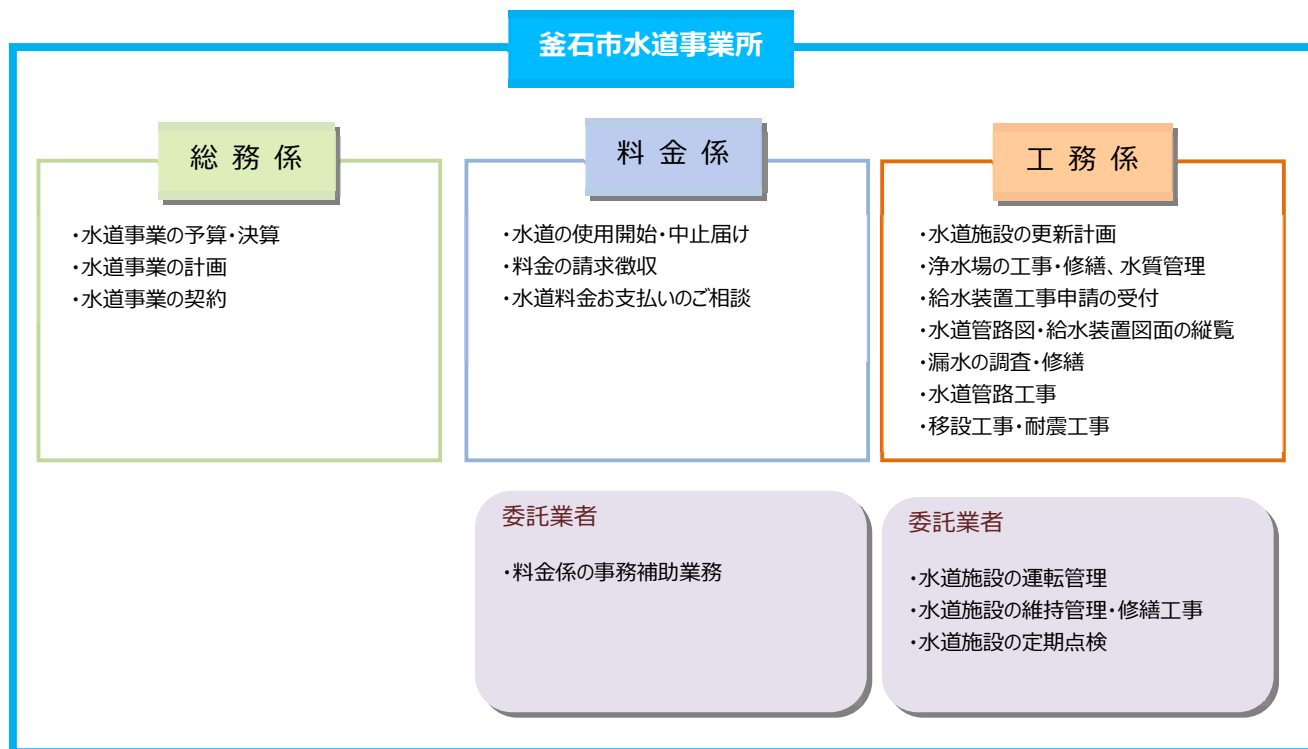 釜石市水道事業所
総務係
・水道事業の予算・決算
・水道事業の計画
・水道事業の契約
料金係
・水道の使用開始・中止届け
・料金の請求徴収
・水道料金お支払いのご相談
工務係
・水道施設の更新計画
・浄水場の工事・修繕、水質管理
・給水装置工事申請の受付
・水道管路図・給水装置図面の縦覧
・漏水の調査・修繕
・水道管路工事
・移設工事・耐震工事
委託業者
・料金係の事務補助業務
委託業者
・水道施設の運転管理
・水道施設の維持管理・修繕工事
・水道施設の定期点検